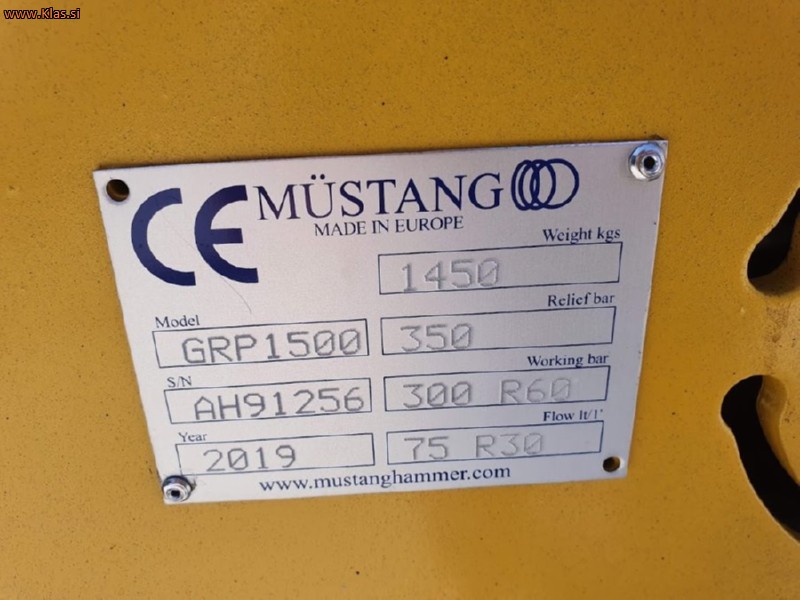 www.Klas.si
CE MÜSTANG
MADE IN EUROPE
Weight kgs
1450
Model
GRP1500
Relief bar
350
S/N
AH91256
Working bar
300 R60
Year
2019
Flow lt/1'
75 R30
www.mustanghammer.com